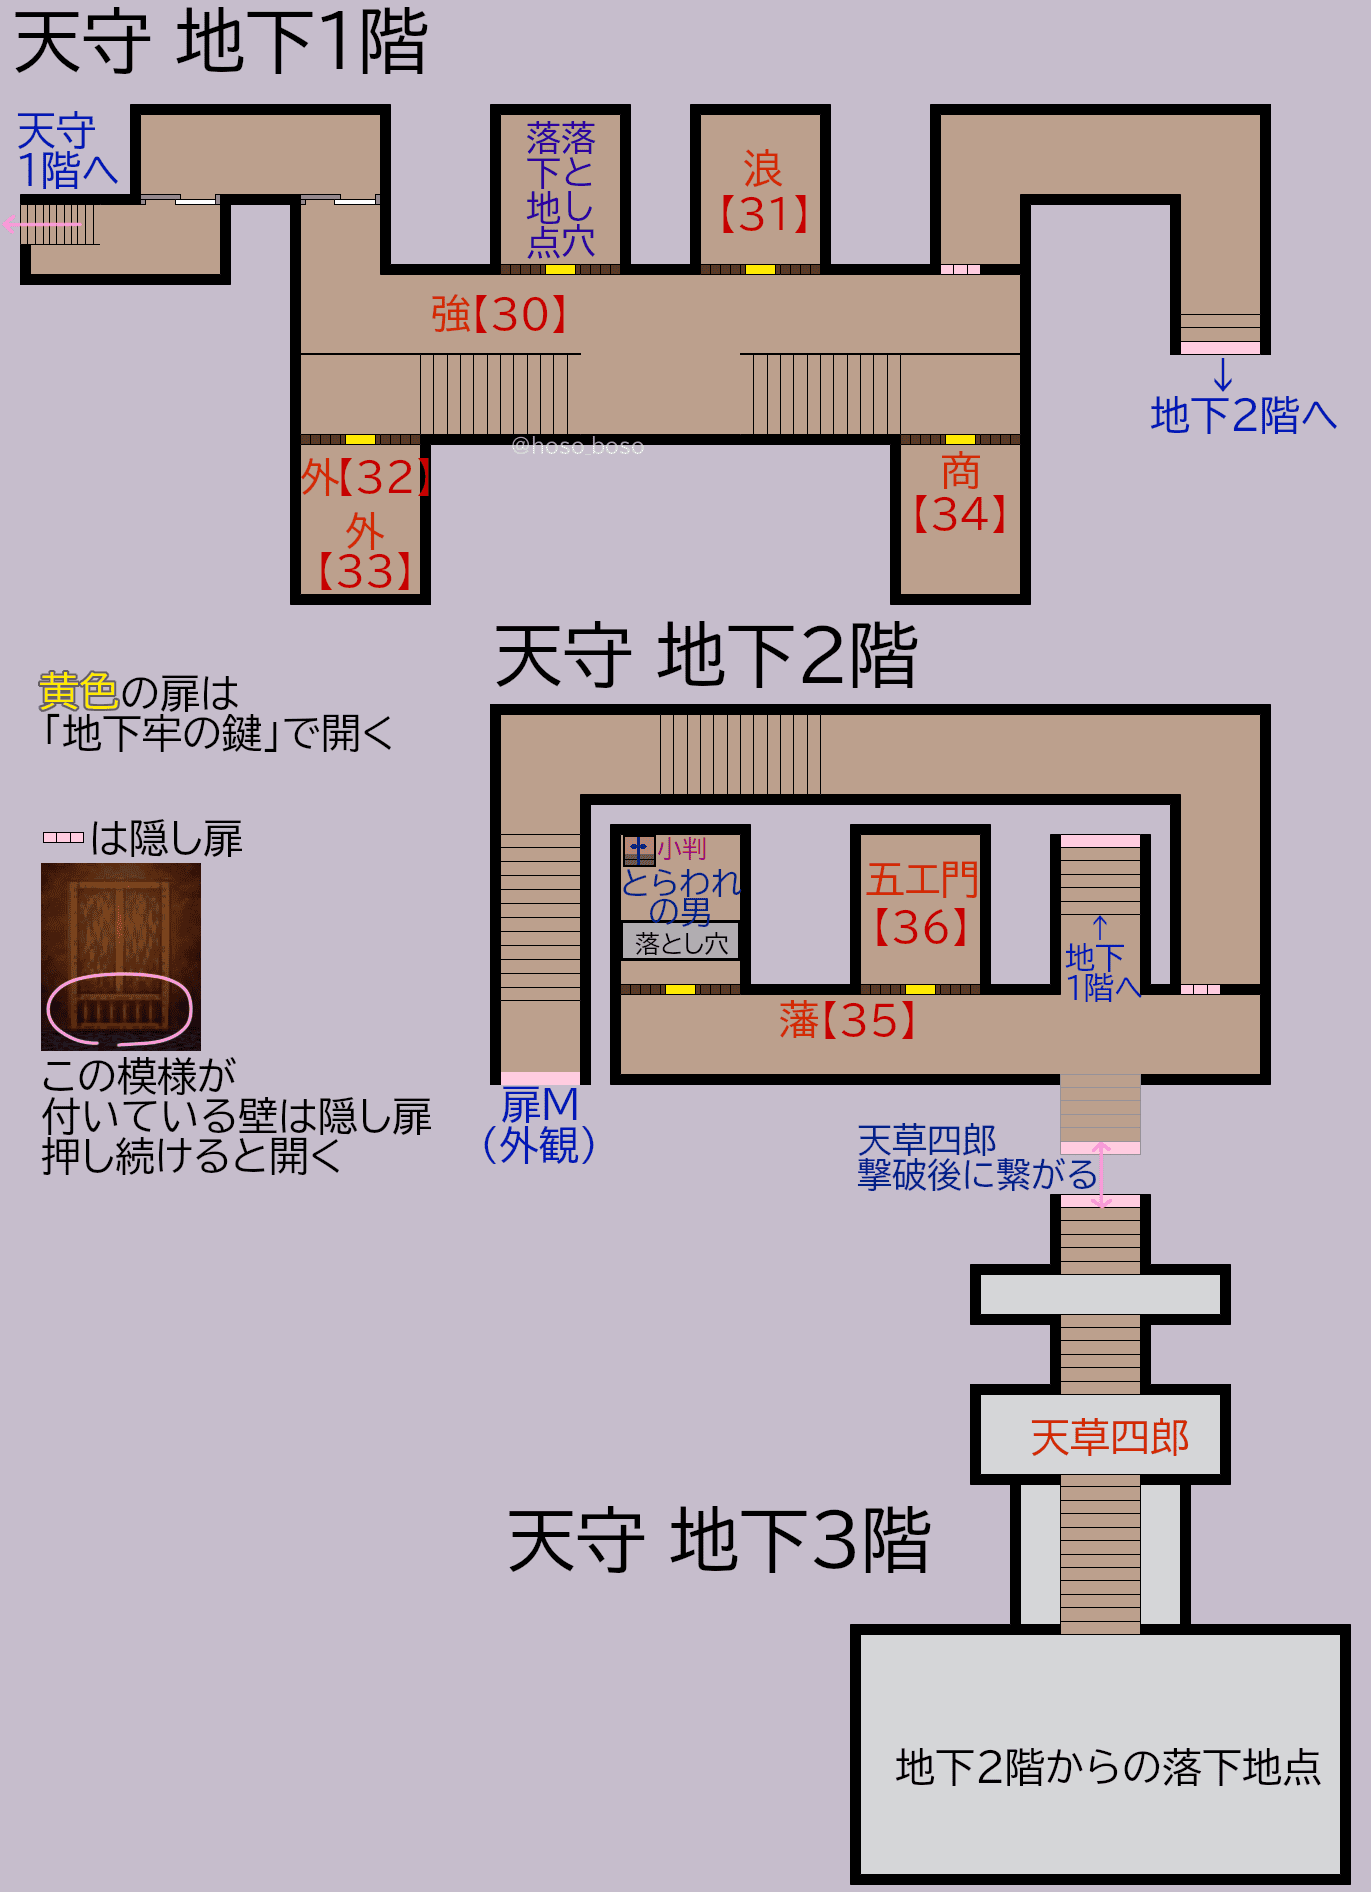 天守 地下1階
天守
1階へ
落下地点
落とし穴
浪
【31】
強【30】
地下2階へ
@hoso_boso
外【32】
外
【33】
商
【34】
天守 地下2階
黄色の扉は
「地下牢の鍵」で開く
は隠し扉
この模様が
付いている壁は隠し扉
押し続けると開く
小判
とらわれ
の男
落とし穴
五エ門
【36】
↑
地下
1階へ
藩【35】
扉M
(外観)
天草四郎
撃破後に繋がる
天草四郎
天守 地下3階
地下2階からの落下地点